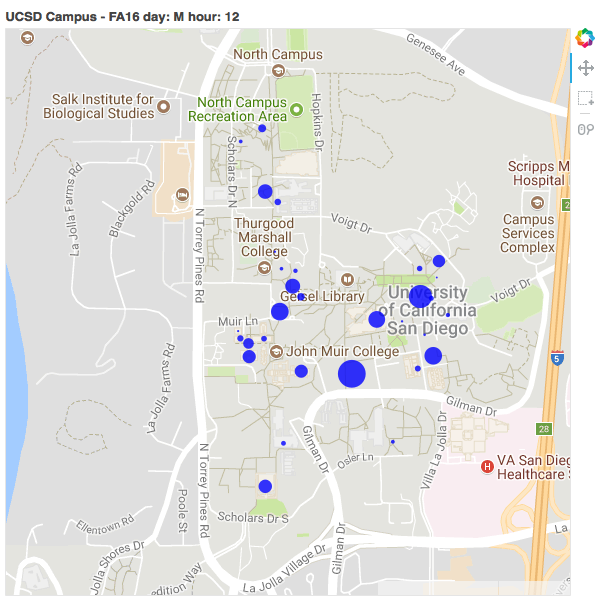 UCSD Campus - FA16 day: M hour: 12
Genesee Ave
North Campus
Salk Institute for
Biological Studies
North Campus
Recreation Area
Hopkins Dr
Scholars Dr N
Scripps M
Hospital
La Jolla Farms Rd
Blackgold Rd
2
Campus
Services
Complex
N Torrey Pines Rd
Thurgood
Marshall
College
Voigt Dr
Geisel Library
University
of California
San Diego
Voigt Dr
Muir Ln
John Muir College
5
La Jolla Farms Rd
Gilman Dr
28
N Torrey Pines Rd
Gilman Dr
Osler Ln
Villa La Jolla Dr
VA San Dieg
Healthcare
Poole St
Ellentown Rd
Scholars Dr S
La
La Jolla Shores Dr
Gilman Dr
edition Way
La Jolla Village Dr